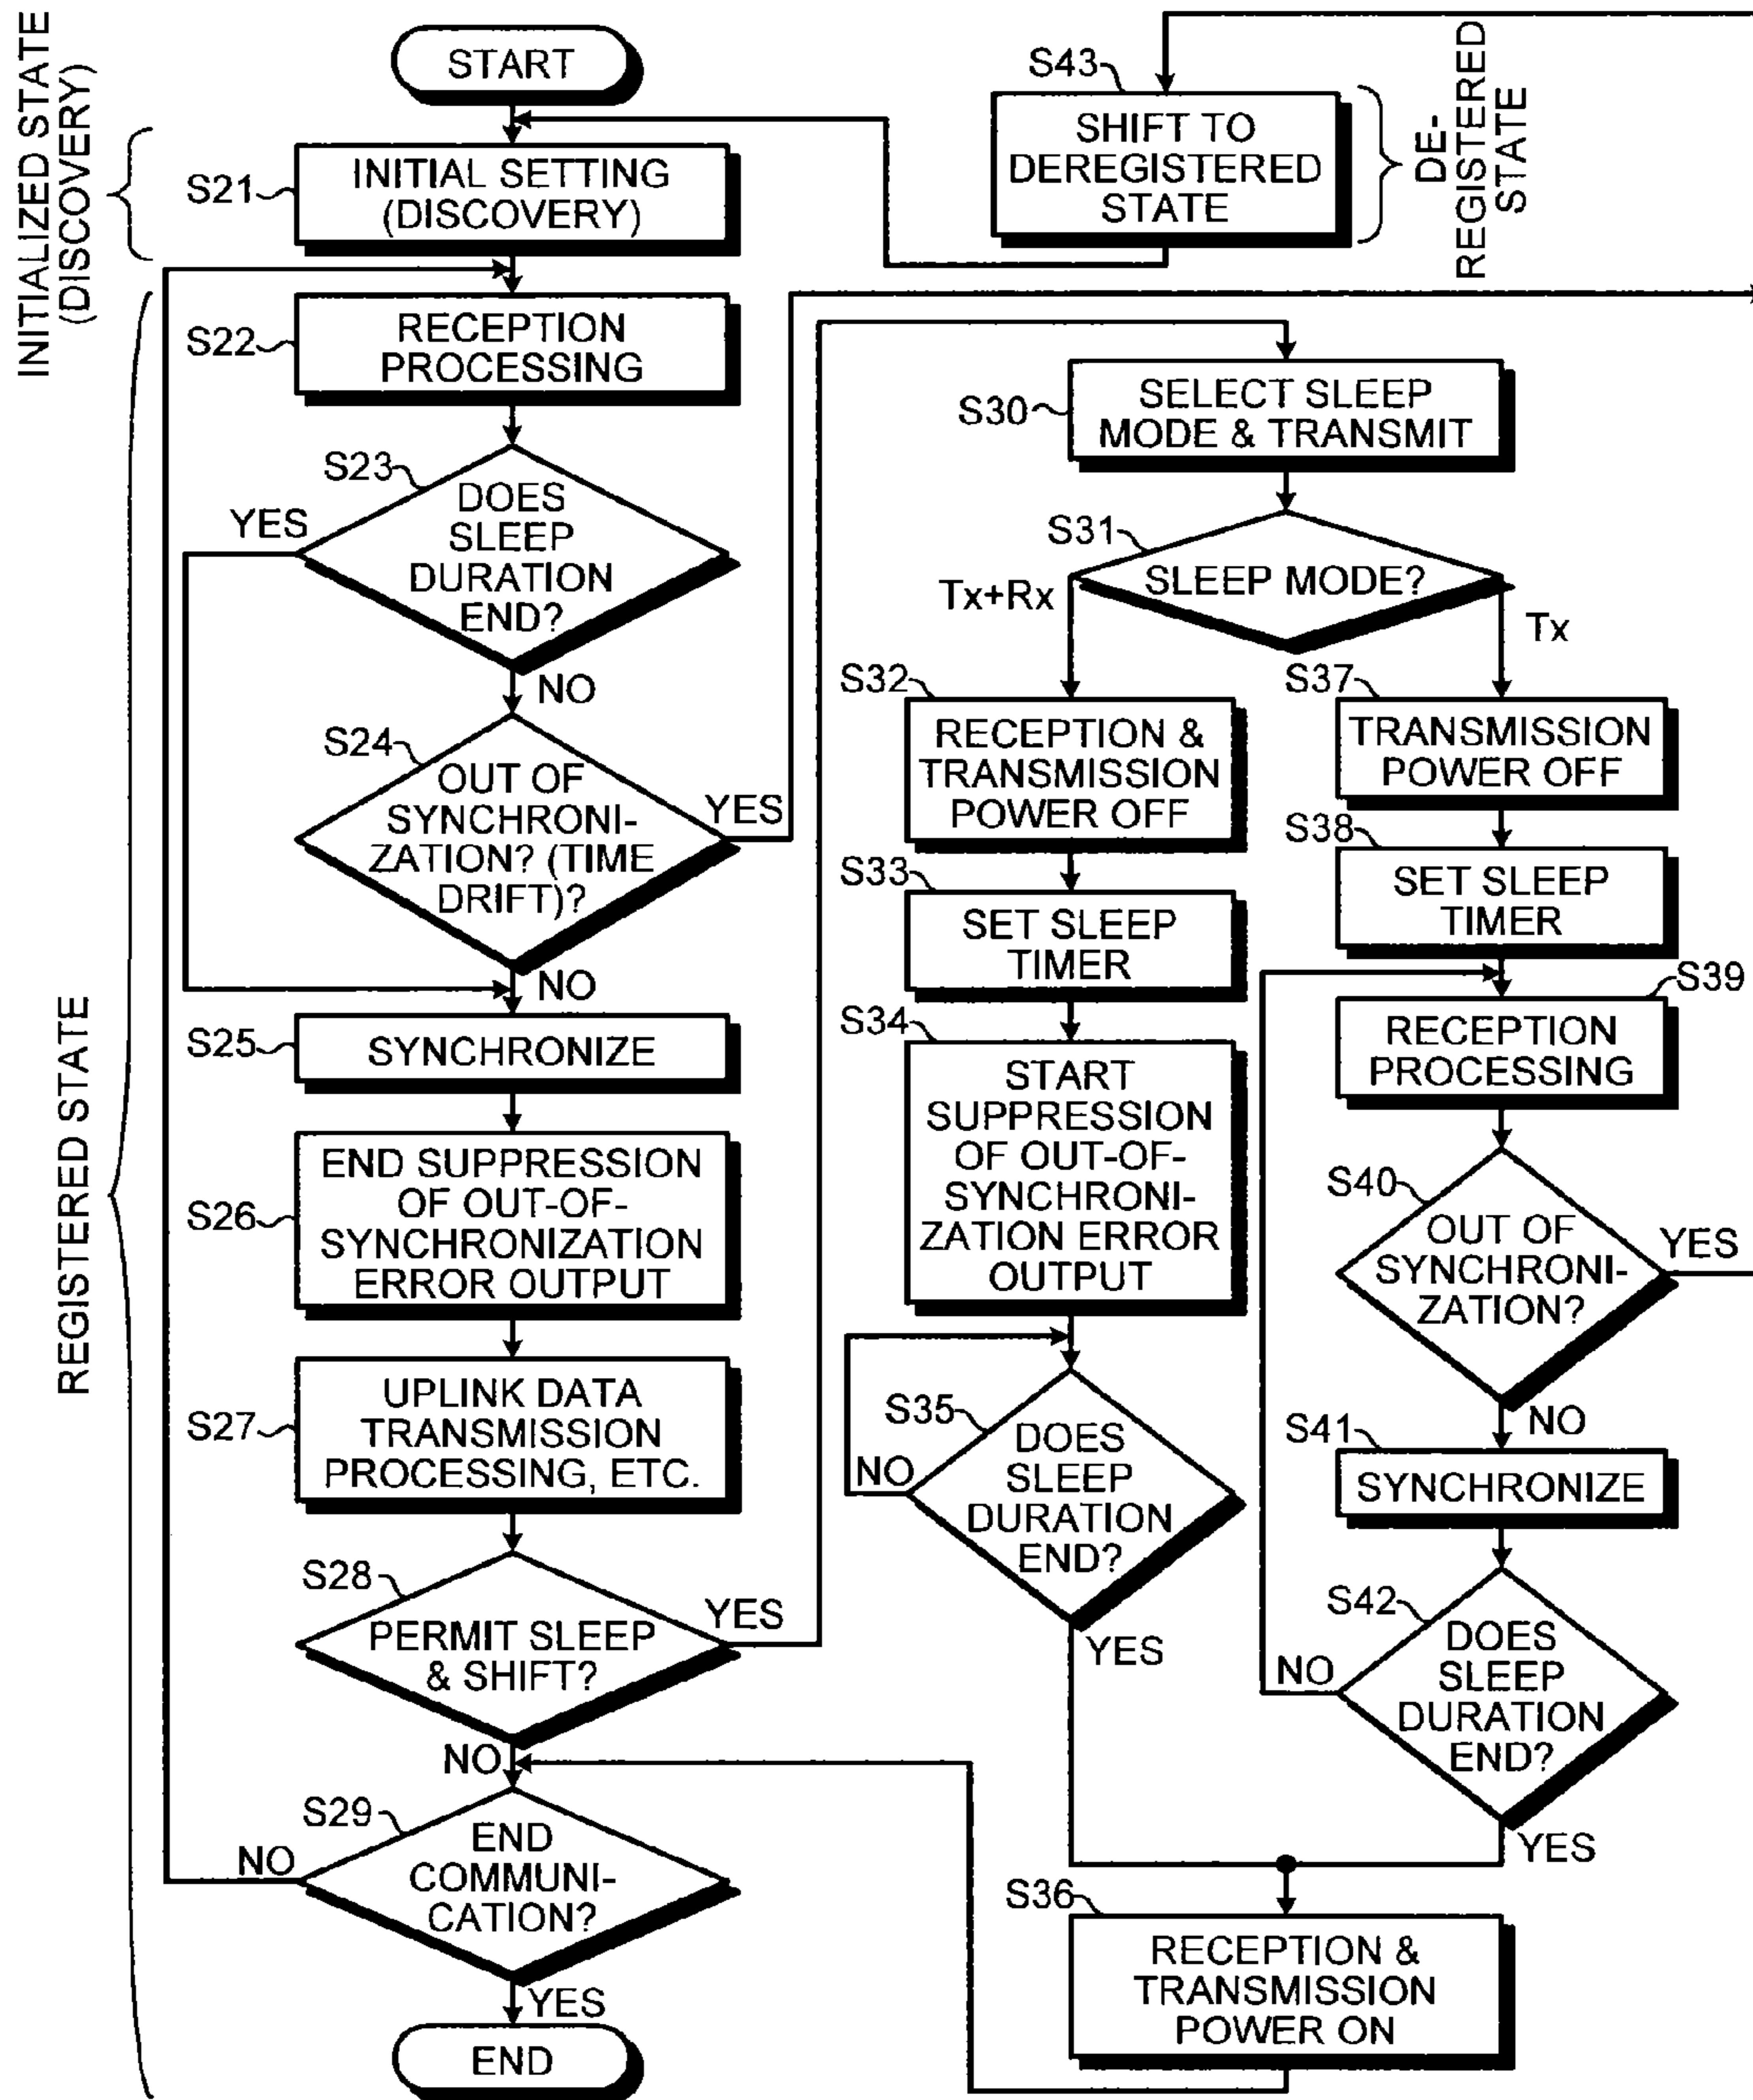 INITIALIZED STATE
(DISCOVERY)
START
S21
INITIAL SETTING
(DISCOVERY)
REGISTERED STATE
S22
RECEPTION
PROCESSING
S23
DOES
SLEEP
DURATION
END?
YES
NO
S24
OUT OF
SYNCHRONI-
ZATION? (TIME
DRIFT)?
YES
NO
S25
SYNCHRONIZE
S26
END SUPPRESSION
OF OUT-OF-
SYNCHRONIZATION
ERROR OUTPUT
S27
UPLINK DATA
TRANSMISSION
PROCESSING, ETC.
S28
PERMIT SLEEP
& SHIFT?
YES
NO
S29
END
COMMUNI-
CATION?
NO
YES
END
S43
SHIFT TO
DEREGISTERED
STATE
DE-
REGISTERED
STATE
S30
SELECT SLEEP
MODE & TRANSMIT
S31
SLEEP MODE?
Tx+Rx
Tx
S32
RECEPTION &
TRANSMISSION
POWER OFF
S33
SET SLEEP
TIMER
S34
START
SUPPRESSION
OF OUT-OF-
SYNCHRONI-
ZATION ERROR
OUTPUT
S35
DOES
SLEEP
DURATION
END?
NO
YES
S37
TRANSMISSION
POWER OFF
S38
SET SLEEP
TIMER
S39
RECEPTION
PROCESSING
S40
OUT OF
SYNCHRONI-
ZATION?
YES
NO
S41
SYNCHRONIZE
S42
DOES
SLEEP
DURATION
END?
NO
YES
S36
RECEPTION &
TRANSMISSION
POWER ON